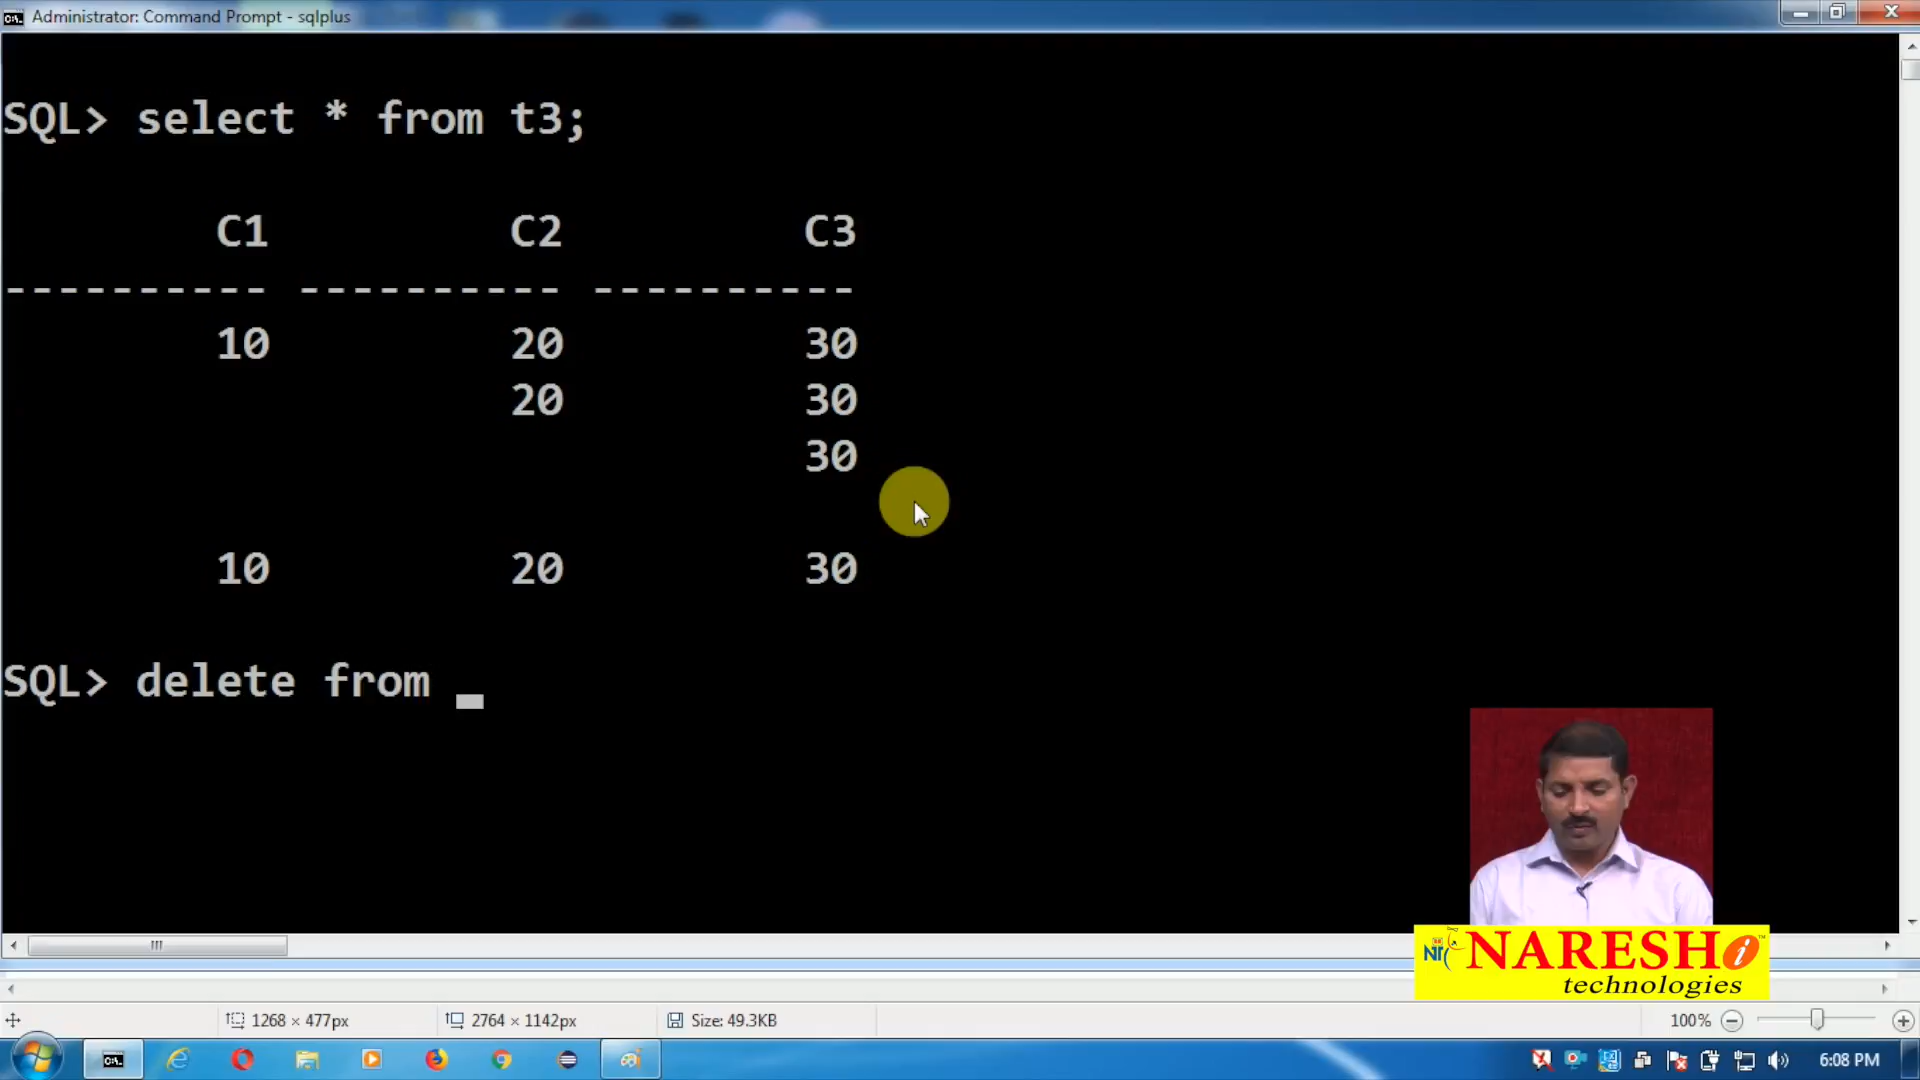 Administrator: Command Prompt - sqlplus
SQL> select * from t3;
C1 C2 C3
---------- ---------- ----------
10 20 30
20 30
30
10 20 30
SQL> delete from _
NARESH i
technologies
1268 × 477px 2764 × 1142px Size: 49.3KB 100%
6:08 PM